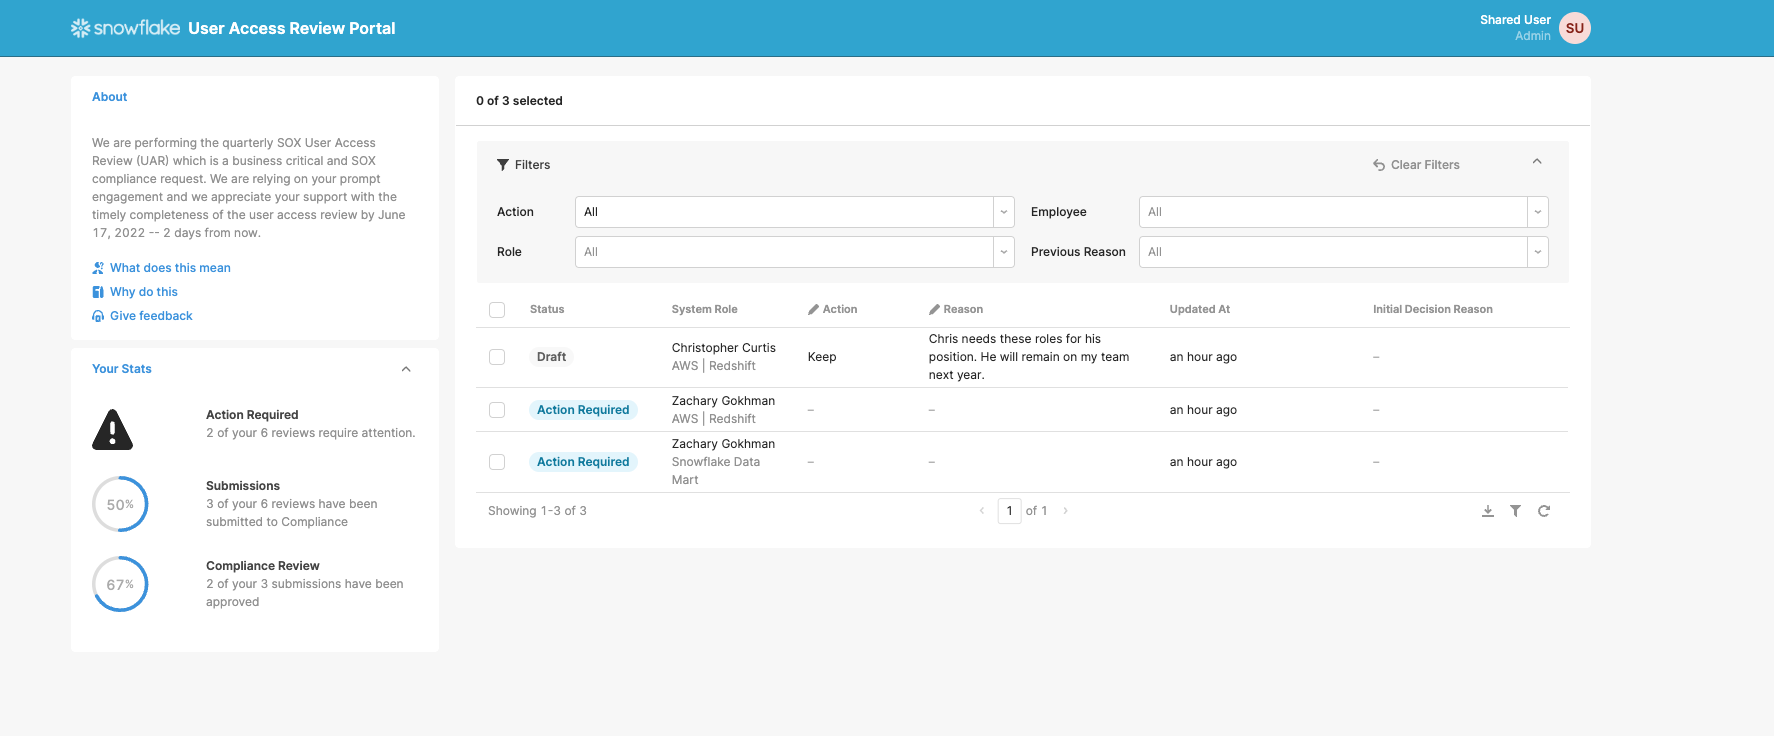 snowflake User Access Review Portal
Shared User
Admin
SU
About
We are performing the quarterly SOX User Access
Review (UAR) which is a business critical and SOX
compliance request. We are relying on your prompt
engagement and we appreciate your support with the
timely completeness of the user access review by June
17, 2022 -- 2 days from now.
What does this mean
Why do this
Give feedback
Your Stats
Action Required
2 of your 6 reviews require attention.
50%
Submissions
3 of your 6 reviews have been
submitted to Compliance
67%
Compliance Review
2 of your 3 submissions have been
approved
0 of 3 selected
Filters
Clear Filters
Action All
Employee All
Role All
Previous Reason All
Status System Role Action Reason Updated At Initial Decision Reason
Draft
Christopher Curtis
AWS | Redshift
Keep
Chris needs these roles for his
position. He will remain on my team
next year.
an hour ago
–
Action Required
Zachary Gokhman
AWS | Redshift
–
–
an hour ago
–
Action Required
Zachary Gokhman
Snowflake Data
Mart
–
–
an hour ago
–
Showing 1-3 of 3
1 of 1